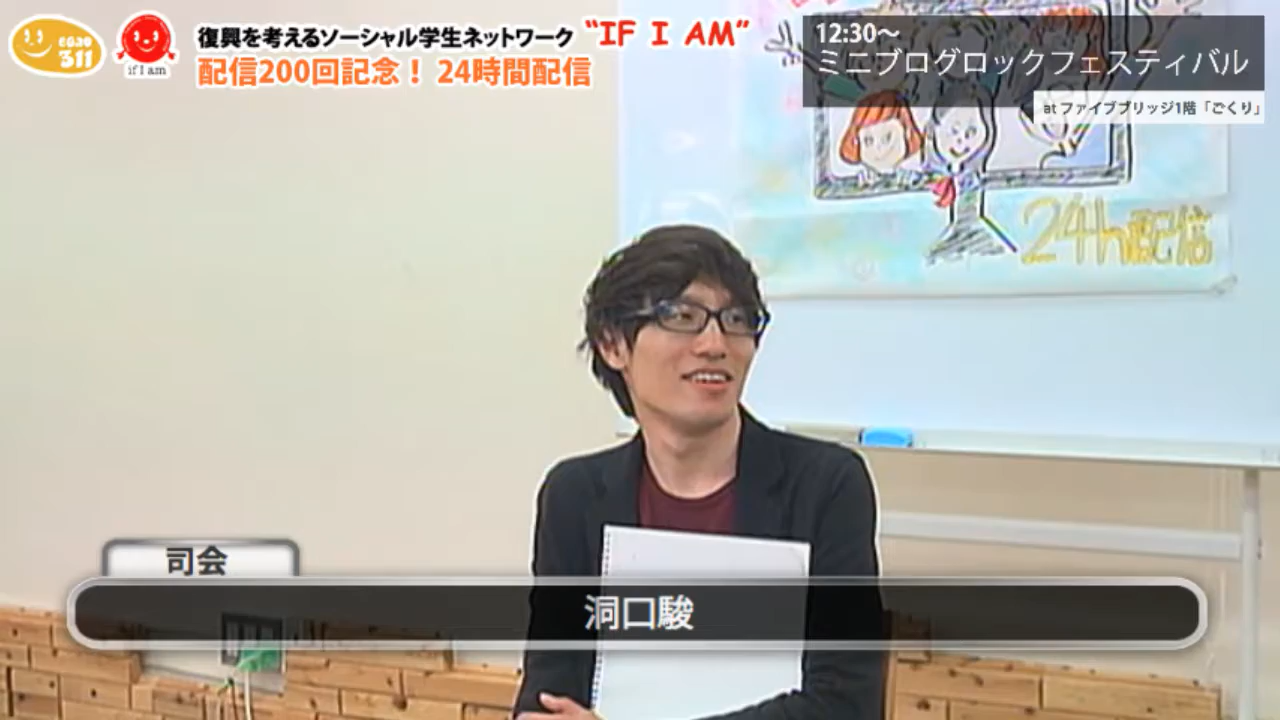 egao
311
if I am
復興を考えるソーシャル学生ネットワーク "IF I AM"
配信200回記念！ 24時間配信
12:30～
ミニブログロックフェスティバル
at ファイブブリッジ1階「ごくり」
24h配信
司会
洞口駿